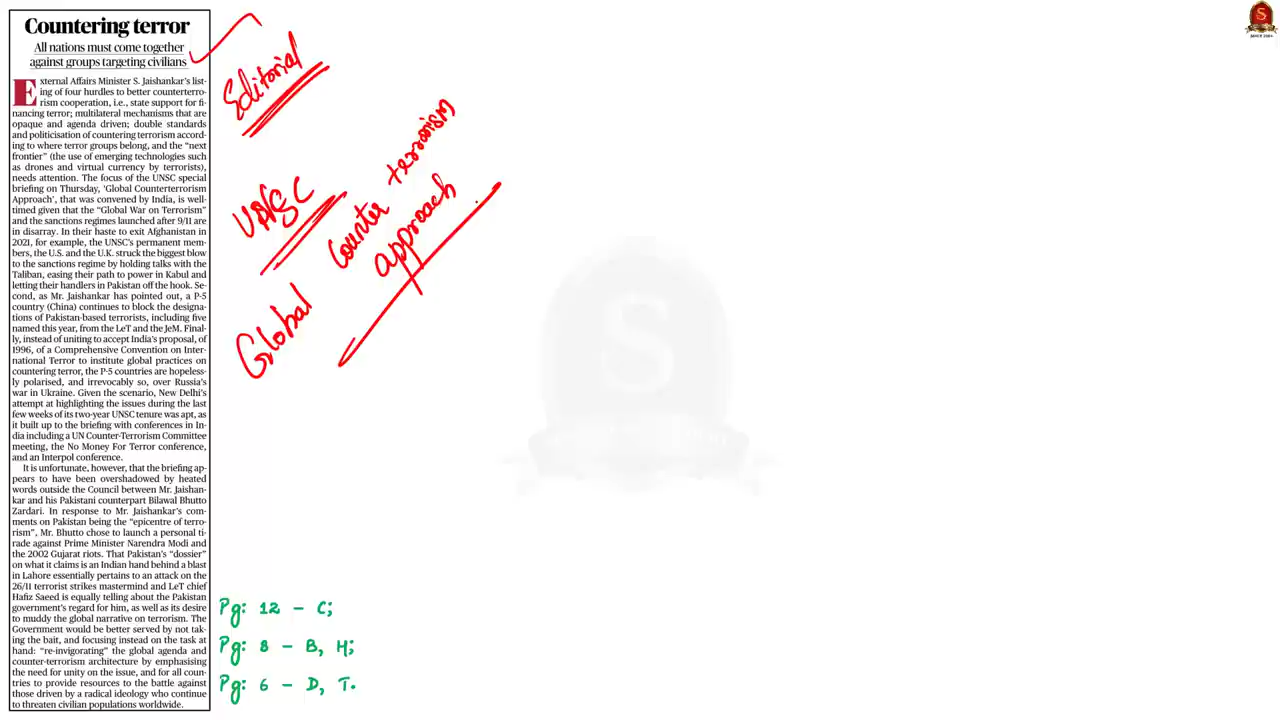 Countering terror
All nations must come together
against groups targeting civilians
External Affairs Minister S. Jaishankar's list-
ing of four hurdles to better counterterro-
rism cooperation, i.e., state support for fi-
nancing terror; multilateral mechanisms that are
opaque and agenda driven; double standards
and politicisation of countering terrorism accord-
ing to where terror groups belong, and the "next
frontier" (the use of emerging technologies such
as drones and virtual currency by terrorists),
needs attention. The focus of the UNSC special
briefing on Thursday, 'Global Counterterrorism
Approach', that was convened by India, is well-
timed given that the "Global War on Terrorism"
and the sanctions regimes launched after 9/11 are
in disarray. In their haste to exit Afghanistan in
2021, for example, the UNSC's permanent mem-
bers, the U.S. and the U.K. struck the biggest blow
to the sanctions regime by holding talks with the
Taliban, easing their path to power in Kabul and
letting their handlers in Pakistan off the hook. Se-
cond, as Mr. Jaishankar has pointed out, a P-5
country (China) continues to block the designa-
tions of Pakistan-based terrorists, including five
named this year, from the LeT and the JeM. Final-
ly, instead of uniting to accept India's proposal, of
1996, of a Comprehensive Convention on Inter-
national Terror to institute global practices on
countering terror, the P-5 countries are hopeless-
ly polarised, and irrevocably so, over Russia's
war in Ukraine. Given the scenario, New Delhi's
attempt at highlighting the issues during the last
few weeks of its two-year UNSC tenure was apt, as
it built up to the briefing with conferences in In-
dia including a UN Counter-Terrorism Committee
meeting, the No Money For Terror conference,
and an Interpol conference.
It is unfortunate, however, that the briefing ap-
pears to have been overshadowed by heated
words outside the Council between Mr. Jaishan-
kar and his Pakistani counterpart Bilawal Bhutto
Zardari. In response to Mr. Jaishankar's com-
ments on Pakistan being the "epicentre of terro-
rism", Mr. Bhutto chose to launch a personal ti-
rade against Prime Minister Narendra Modi and
the 2002 Gujarat riots. That Pakistan's "dossier"
on what it claims is an Indian hand behind a blast
in Lahore essentially pertains to an attack on the
26/11 terrorist strikes mastermind and LeT chief
Hafiz Saeed is equally telling about the Pakistan
government's regard for him, as well as its desire
to muddy the global narrative on terrorism. The
Government would be better served by not tak-
ing the bait, and focusing instead on the task at
hand: "re-invigorating" the global agenda and
counter-terrorism architecture by emphasising
the need for unity on the issue, and for all coun-
tries to provide resources to the battle against
those driven by a radical ideology who continue
to threaten civilian populations worldwide.
Editorial
UNSC
Global Counter terrorism
approach
Pg: 12 - C;
Pg: 8 - B, H;
Pg: 6 - D, T.
S
S